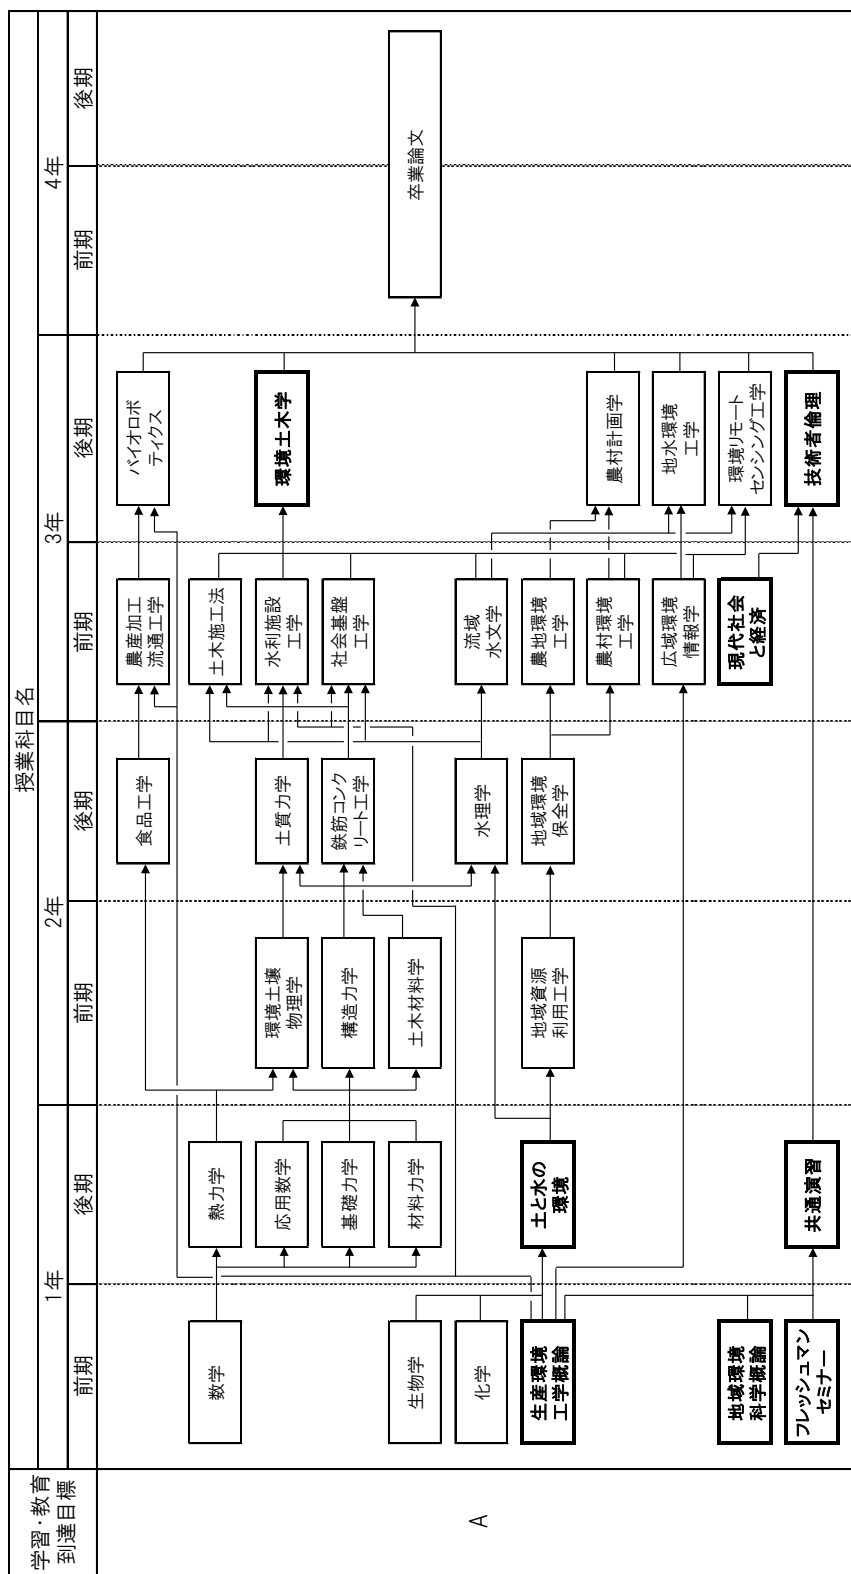 学習・教育
到達目標
授業科目名
1年
2年
3年
4年
前期
後期
前期
後期
前期
後期
前期
後期
A
数学
生物学
化学
生産環境
工学概論
地域環境
科学概論
フレッシュマン
セミナー
熱力学
応用数学
基礎力学
材料力学
土と水の
環境
共通演習
環境土壌
物理学
構造力学
土木材料学
地域資源
利用工学
食品工学
土質力学
鉄筋コンク
リート工学
水理学
地域環境
保全学
農産加工
流通工学
土木施工法
水利施設
工学
社会基盤
工学
流域
水文学
農地環境
工学
農村環境
工学
広域環境
情報学
現代社会
と経済
バイオロボ
ティクス
環境土木学
農村計画学
地水環境
工学
環境リモート
センシング工学
技術者倫理
卒業論文